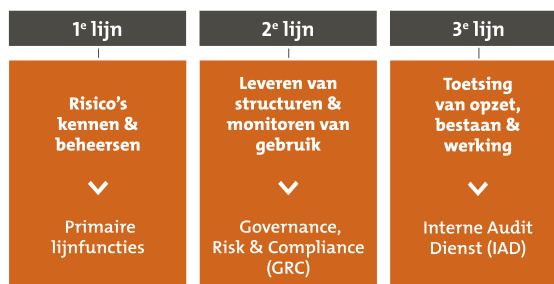 1e lijn
Risico's
kennen &
beheersen
Primaire
lijnfuncties
2e lijn
Leveren van
structuren &
monitoren van
gebruik
Governance,
Risk & Compliance
(GRC)
3e lijn
Toetsing
van opzet,
bestaan &
werking
Interne Audit
Dienst (IAD)